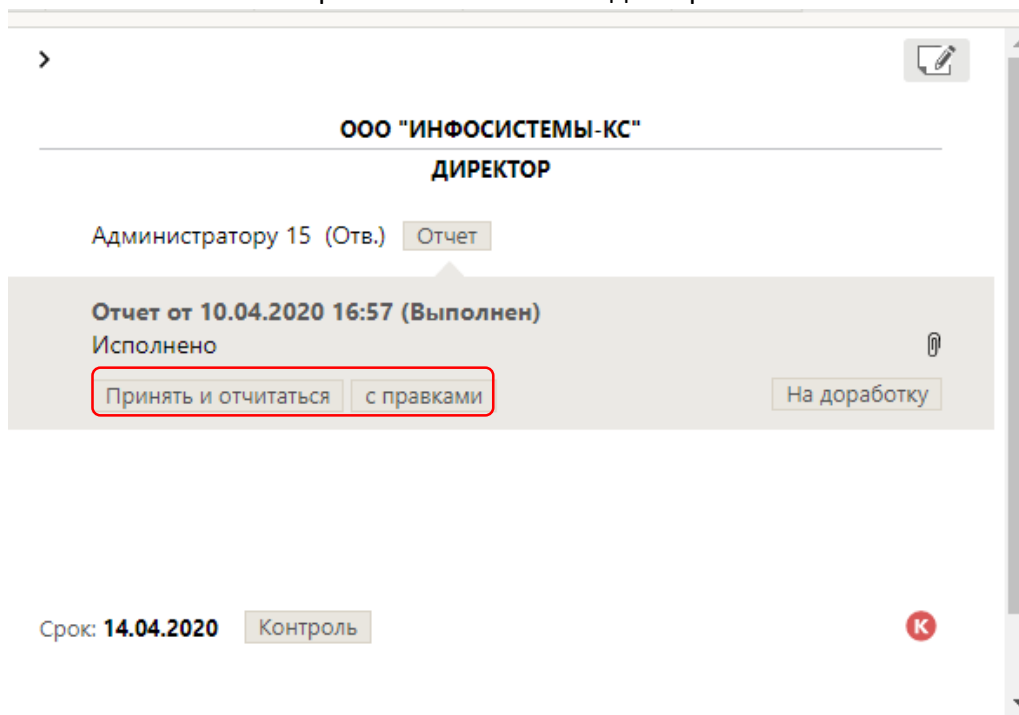 ООО "ИНФОСИСТЕМЫ-КС"
ДИРЕКТОР
Администратору 15 (Отв.) Отчет
Отчет от 10.04.2020 16:57 (Выполнен)
Исполнено
Принять и отчитаться с правками На доработку
Срок: 14.04.2020 Контроль К